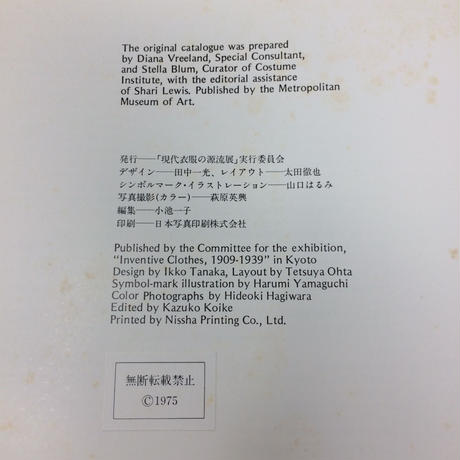 The original catalogue was prepared
by Diana Vreeland, Special Consultant,
and Stella Blum, Curator of Costume
Institute, with the editorial assistance
of Shari Lewis. Published by the Metropolitan
Museum of Art.
発行──「現代衣服の源流展」実行委員会
デザイン──田中一光、レイアウト──太田徹也
シンボルマーク・イラストレーション──山口はるみ
写真撮影(カラー)──萩原英興
編集──小池一子
印刷──日本写真印刷株式会社
Published by the Committee for the exhibition,
“Inventive Clothes, 1909-1939” in Kyoto
Design by Ikko Tanaka, Layout by Tetsuya Ohta
Symbol-mark illustration by Harumi Yamaguchi
Color Photographs by Hideoki Hagiwara
Edited by Kazuko Koike
Printed by Nissha Printing Co., Ltd.
無断転載禁止
©1975